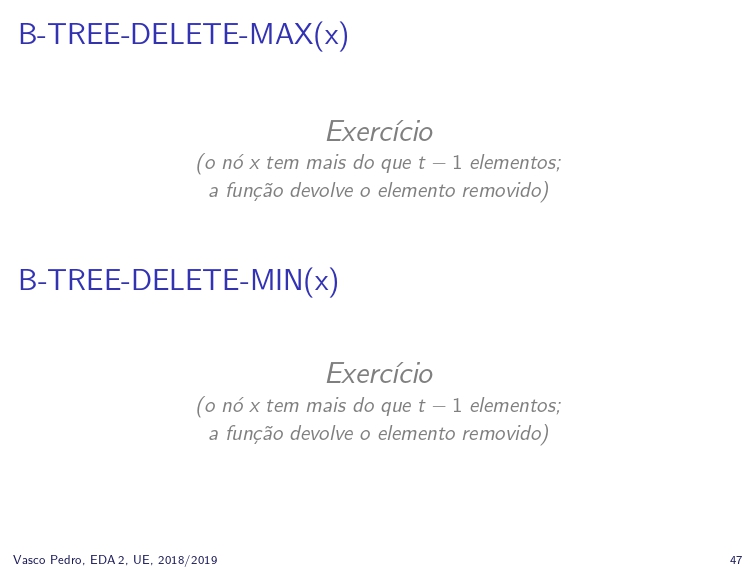 B-TREE-DELETE-MAX(x)
Exercício
(o nó x tem mais do que t − 1 elementos;
a função devolve o elemento removido)
B-TREE-DELETE-MIN(x)
Exercício
(o nó x tem mais do que t − 1 elementos;
a função devolve o elemento removido)
Vasco Pedro, EDA 2, UE, 2018/2019
47